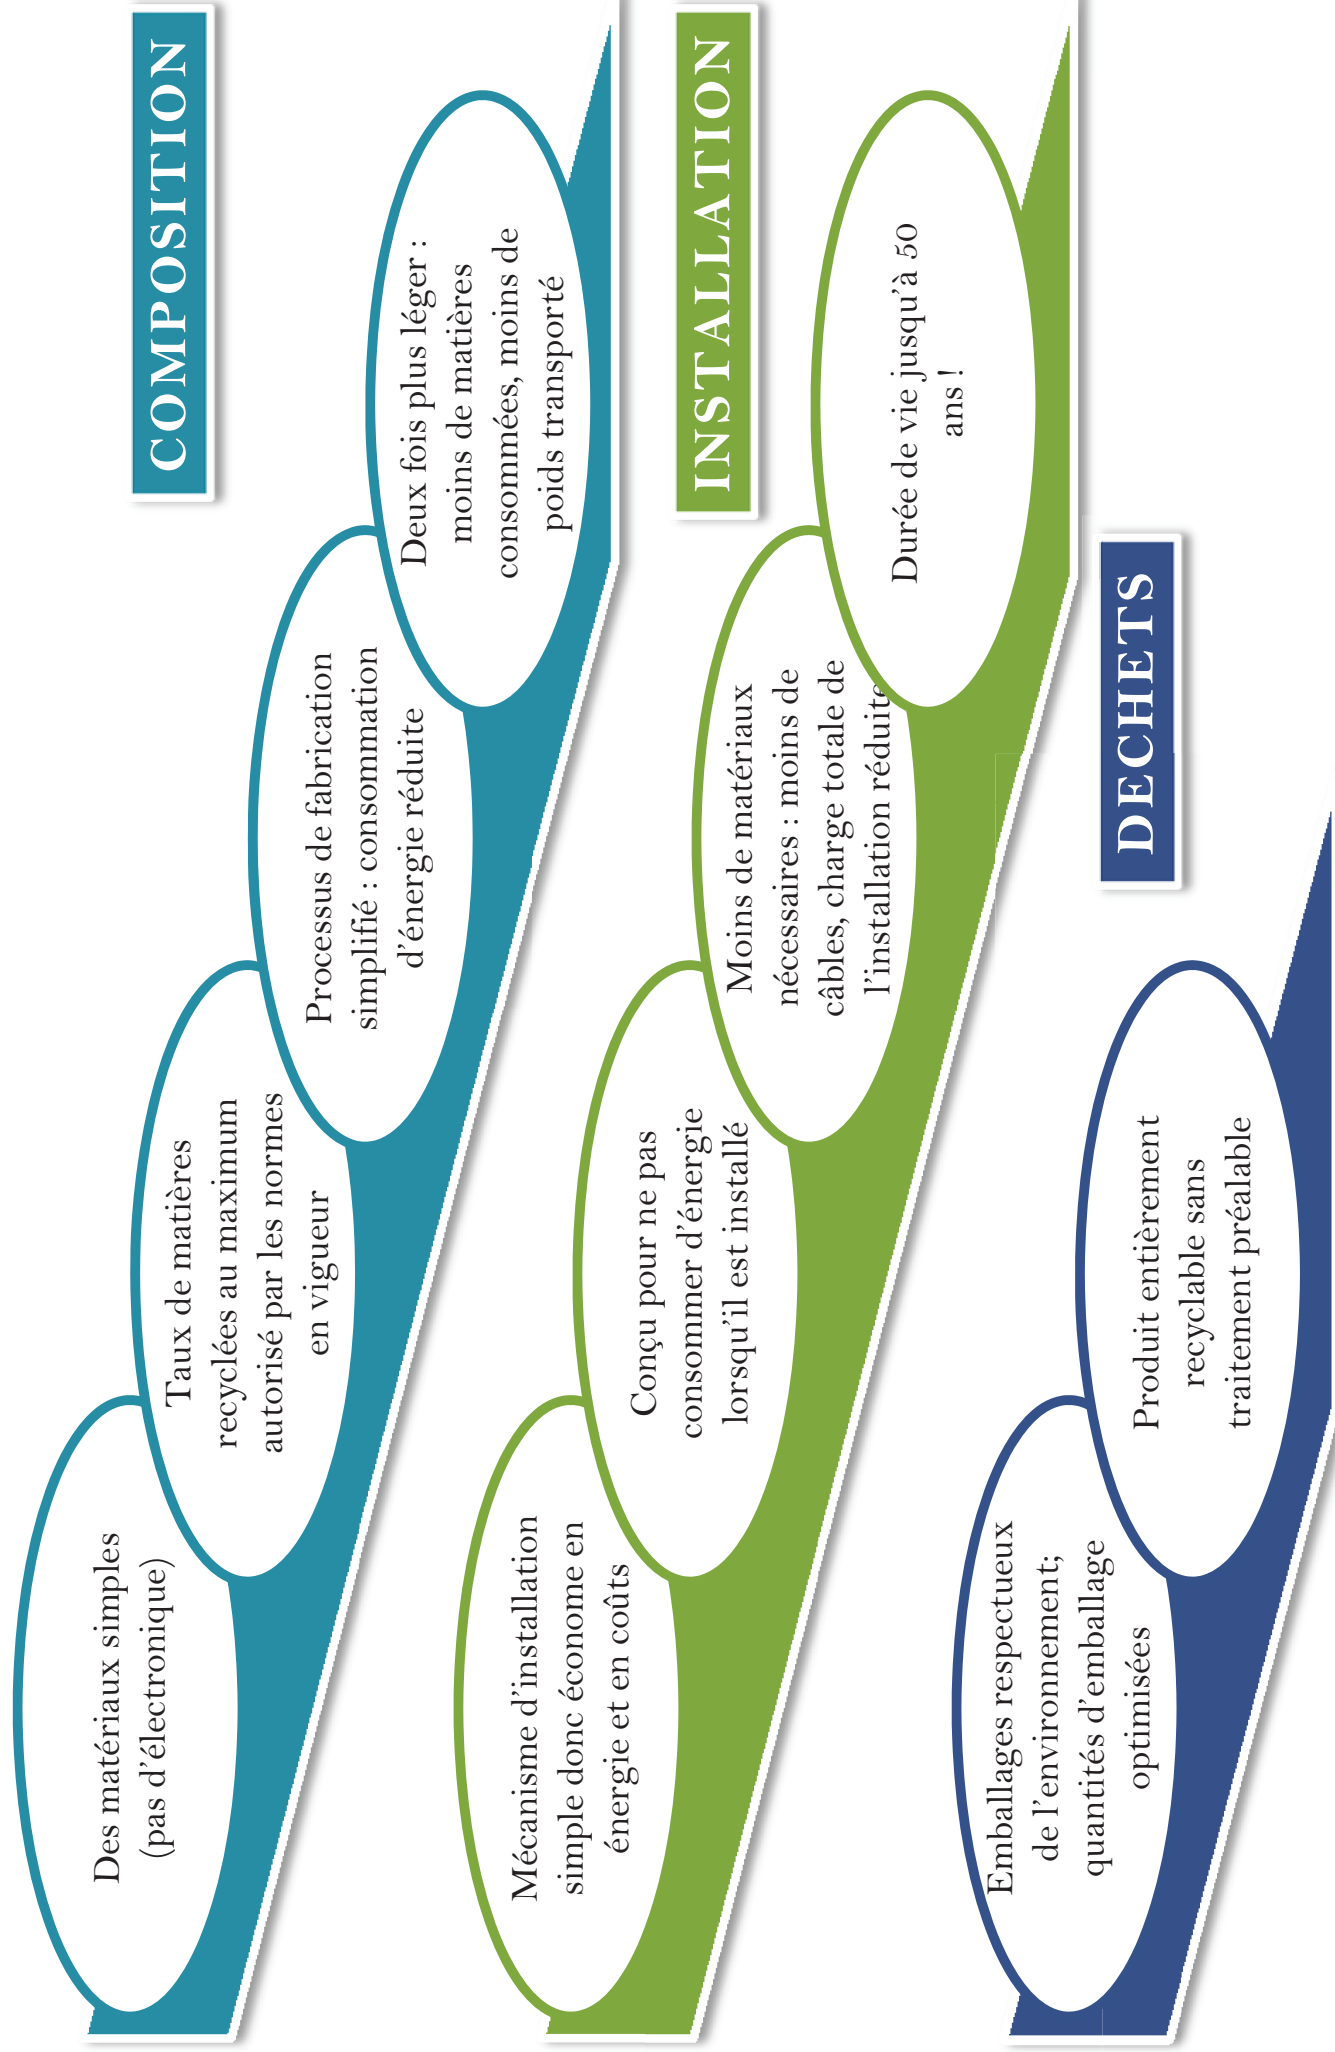 COMPOSITION
Des matériaux simples
(pas d'électronique)
Taux de matières
recyclées au maximum
autorisé par les normes
en vigueur
Processus de fabrication
simplifié : consommation
d'énergie réduite
Deux fois plus léger :
moins de matières
consommées, moins de
poids transporté
INSTALLATION
Mécanisme d'installation
simple donc économe en
énergie et en coûts
Conçu pour ne pas
consommer d'énergie
lorsqu'il est installé
Moins de matériaux
nécessaires : moins de
câbles, charge totale de
l'installation réduite
Durée de vie jusqu'à 50
ans !
DECHETS
Emballages respectueux
de l'environnement;
quantités d'emballage
optimisées
Produit entièrement
recyclable sans
traitement préalable